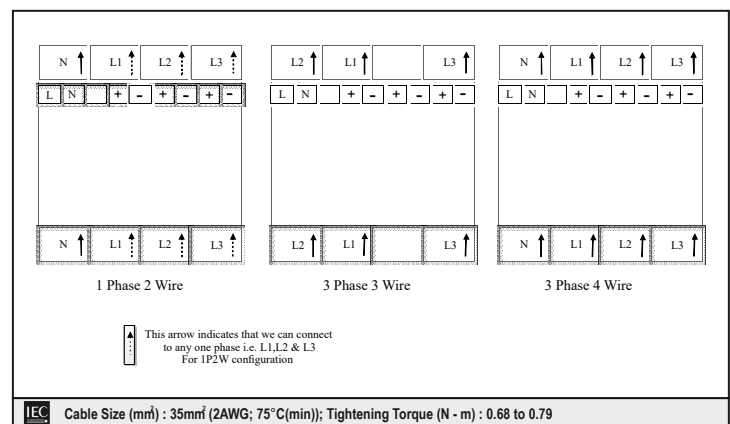 N L1 L2 L3 L2 L1 L3 N L1 L2 L3
L N + - + - + - L N + - + - + - L N + - + - + -
N L1 L2 L3 L2 L1 L3 N L1 L2 L3
1 Phase 2 Wire 3 Phase 3 Wire 3 Phase 4 Wire
This arrow indicates that we can connect
to any one phase i.e. L1,L2 & L3
For 1P2W configuration
IEC Cable Size (mm²) : 35mm² (2AWG; 75°C(min)); Tightening Torque (N - m) : 0.68 to 0.79